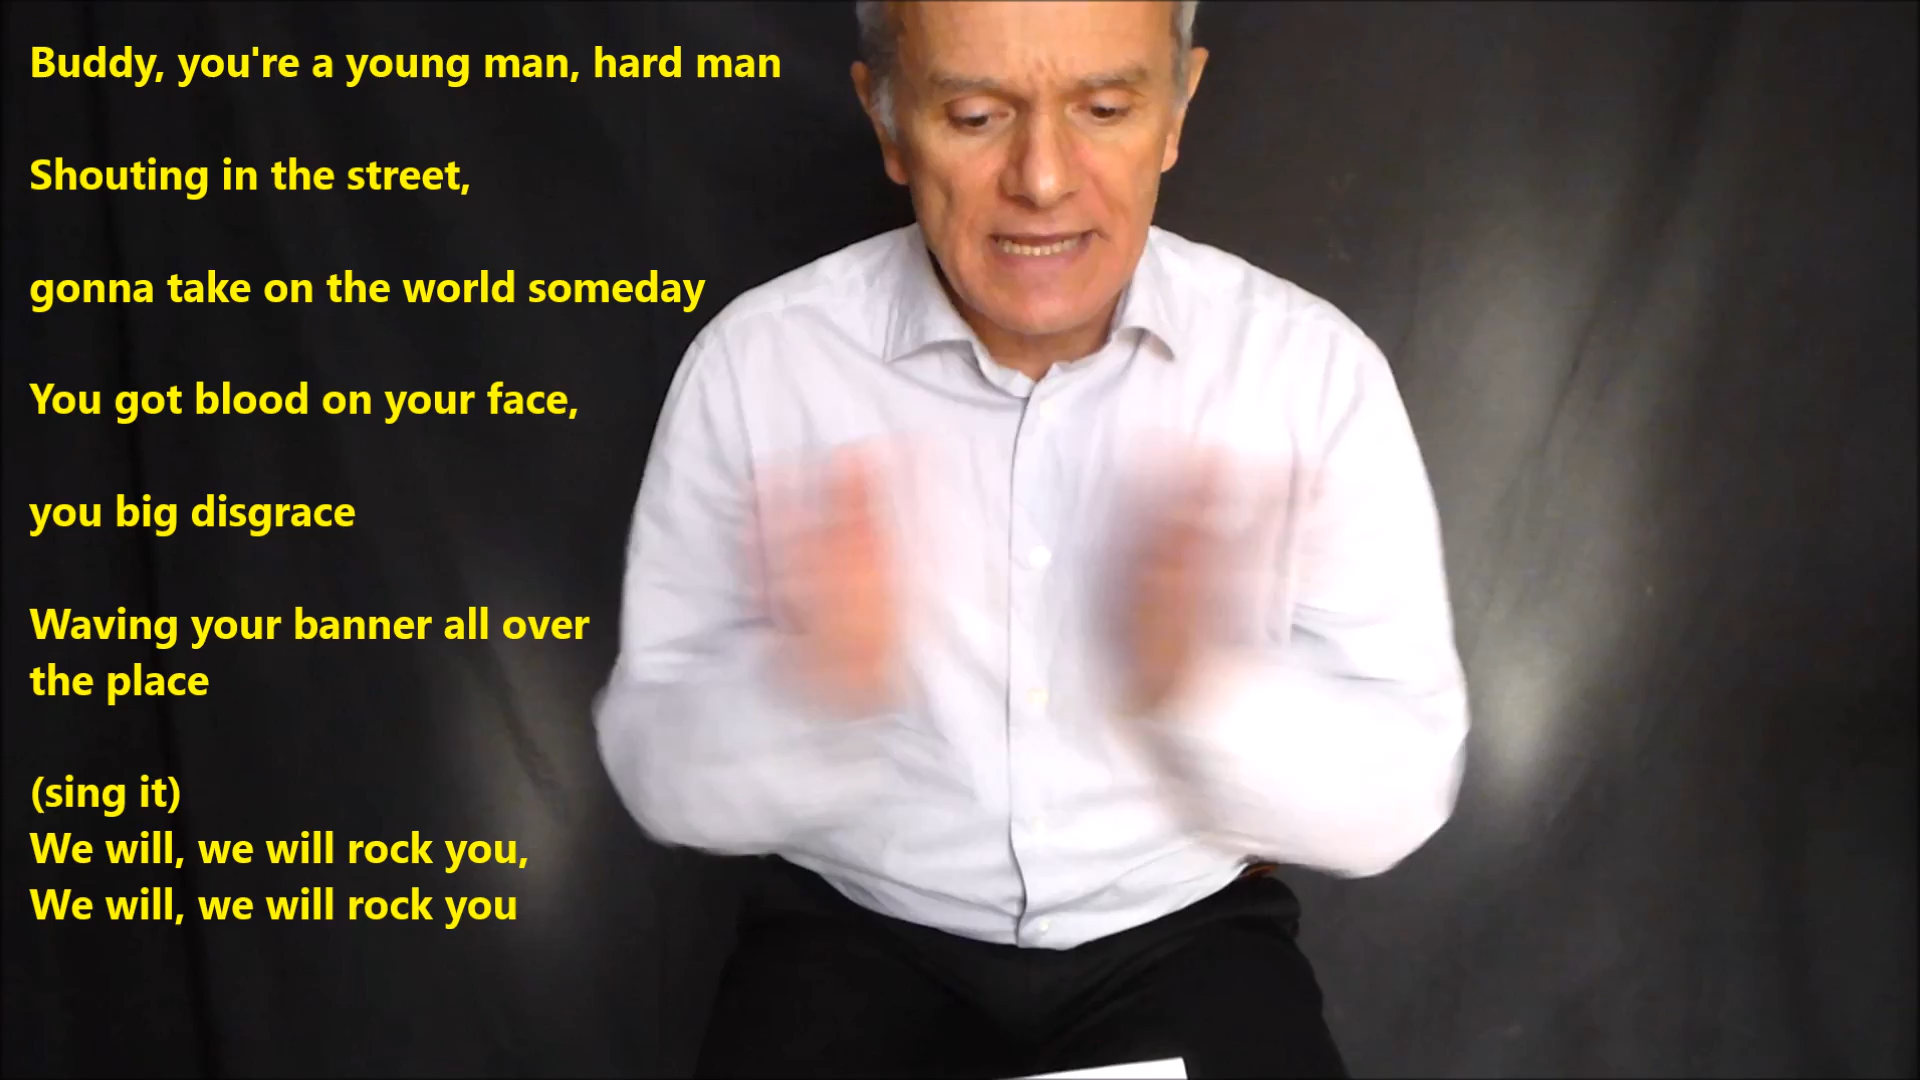 Buddy, you're a young man, hard man
Shouting in the street,
gonna take on the world someday
You got blood on your face,
you big disgrace
Waving your banner all over
the place
(sing it)
We will, we will rock you,
We will, we will rock you